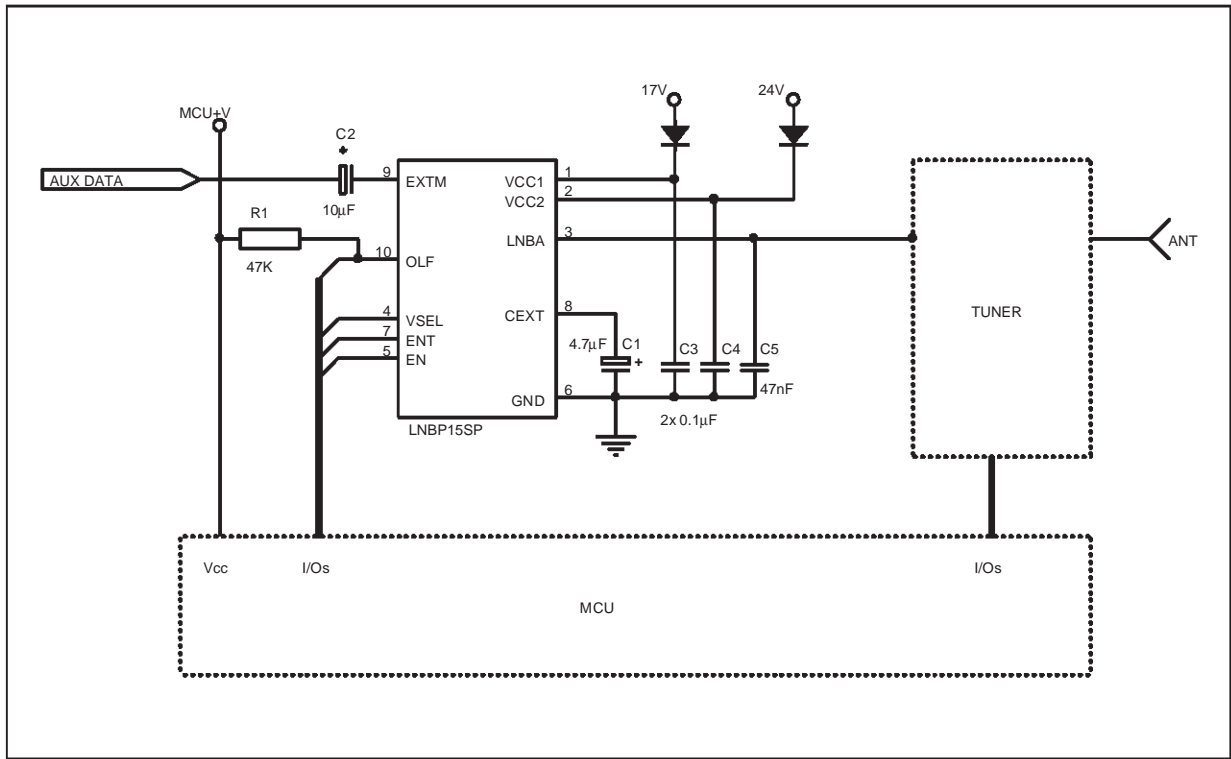 17V
24V
MCU+V
C2
+
AUX DATA
9
EXTM
VCC1
1
VCC2
2
10μF
R1
LNBA
3
ANT
10
OLF
47K
TUNER
4
VSEL
CEXT
8
7
ENT
4.7μF
C1
C3
C4
C5
5
EN
+
47nF
GND
6
2x 0.1μF
LNBP15SP
Vcc
I/Os
I/Os
MCU